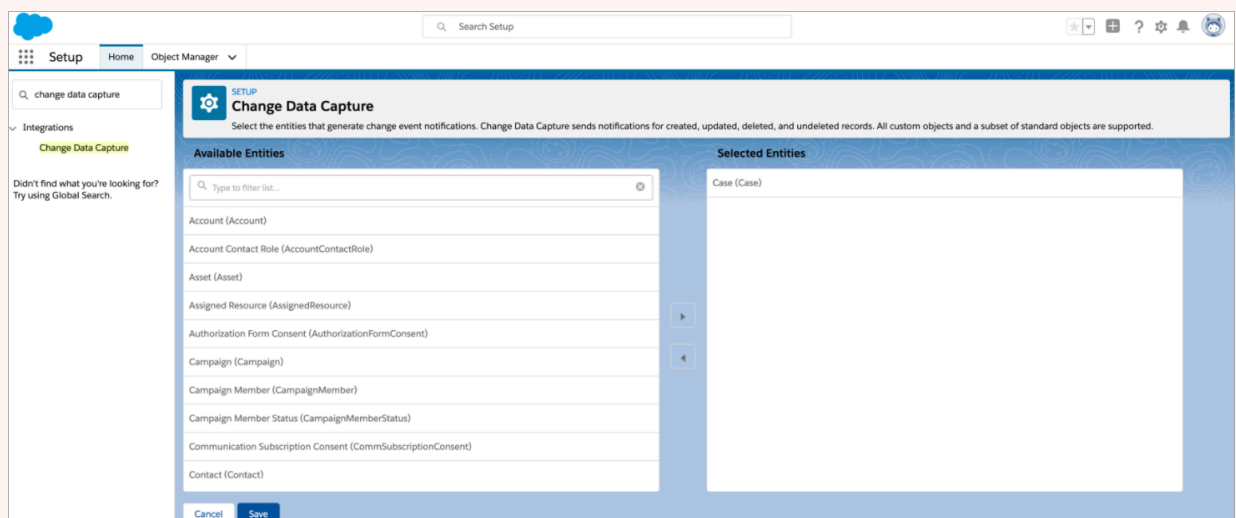 Search Setup
Setup
Home
Object Manager
change data capture
Integrations
Change Data Capture
Didn't find what you're looking for?
Try using Global Search.
SETUP
Change Data Capture
Select the entities that generate change event notifications. Change Data Capture sends notifications for created, updated, deleted, and undeleted records. All custom objects and a subset of standard objects are supported.
Available Entities
Type to filter list...
Account (Account)
Account Contact Role (AccountContactRole)
Asset (Asset)
Assigned Resource (AssignedResource)
Authorization Form Consent (AuthorizationFormConsent)
Campaign (Campaign)
Campaign Member (CampaignMember)
Campaign Member Status (CampaignMemberStatus)
Communication Subscription Consent (CommSubscriptionConsent)
Contact (Contact)
Selected Entities
Case (Case)
Cancel
Save